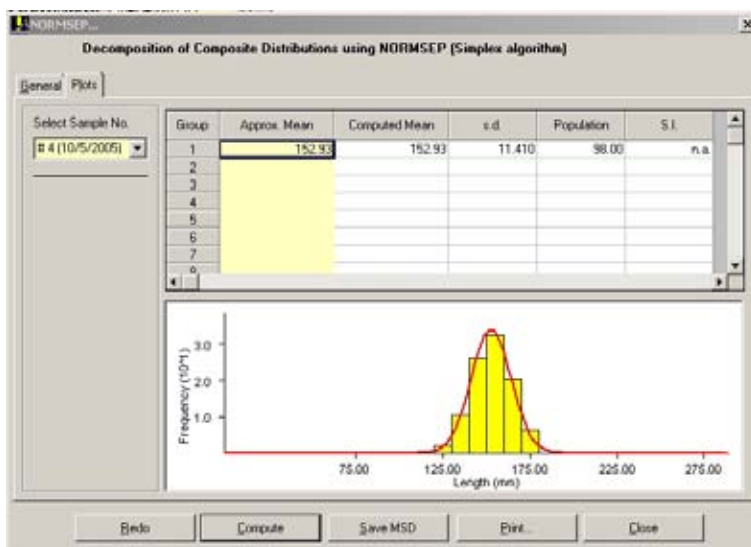 NORMSEP...
Decomposition of Composite Distributions using NORMSEP (Simplex algorithm)
General Plots
Select Sample No.
# 4 (10/5/2005)
Group Approx. Mean Computed Mean s.d. Population S.I.
1 152.93 152.93 11.410 98.00 n.a.
2
3
4
5
6
7
Frequency (10^1)
3.0
2.0
1.0
75.00 125.00 175.00 225.00 275.00
Length (mm)
Redo Compute Save MSD Print... Close